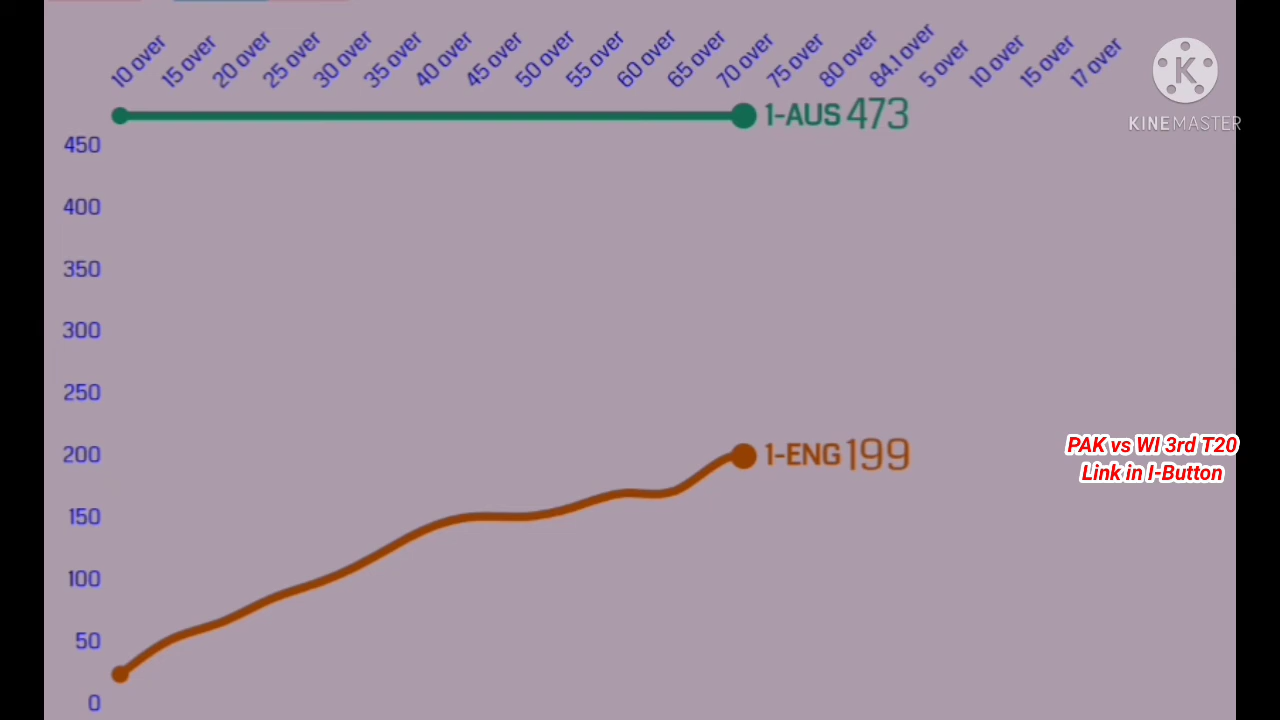 10 over 15 over 20 over 25 over 30 over 35 over 40 over 45 over 50 over 55 over 60 over 65 over 70 over 75 over 80 over 84.1 over 5 over 10 over 15 over 17 over
K
KINEMASTER
1-AUS 473
450
400
350
300
250
200
1-ENG 199
PAK vs WI 3rd T20
Link in I-Button
150
100
50
0